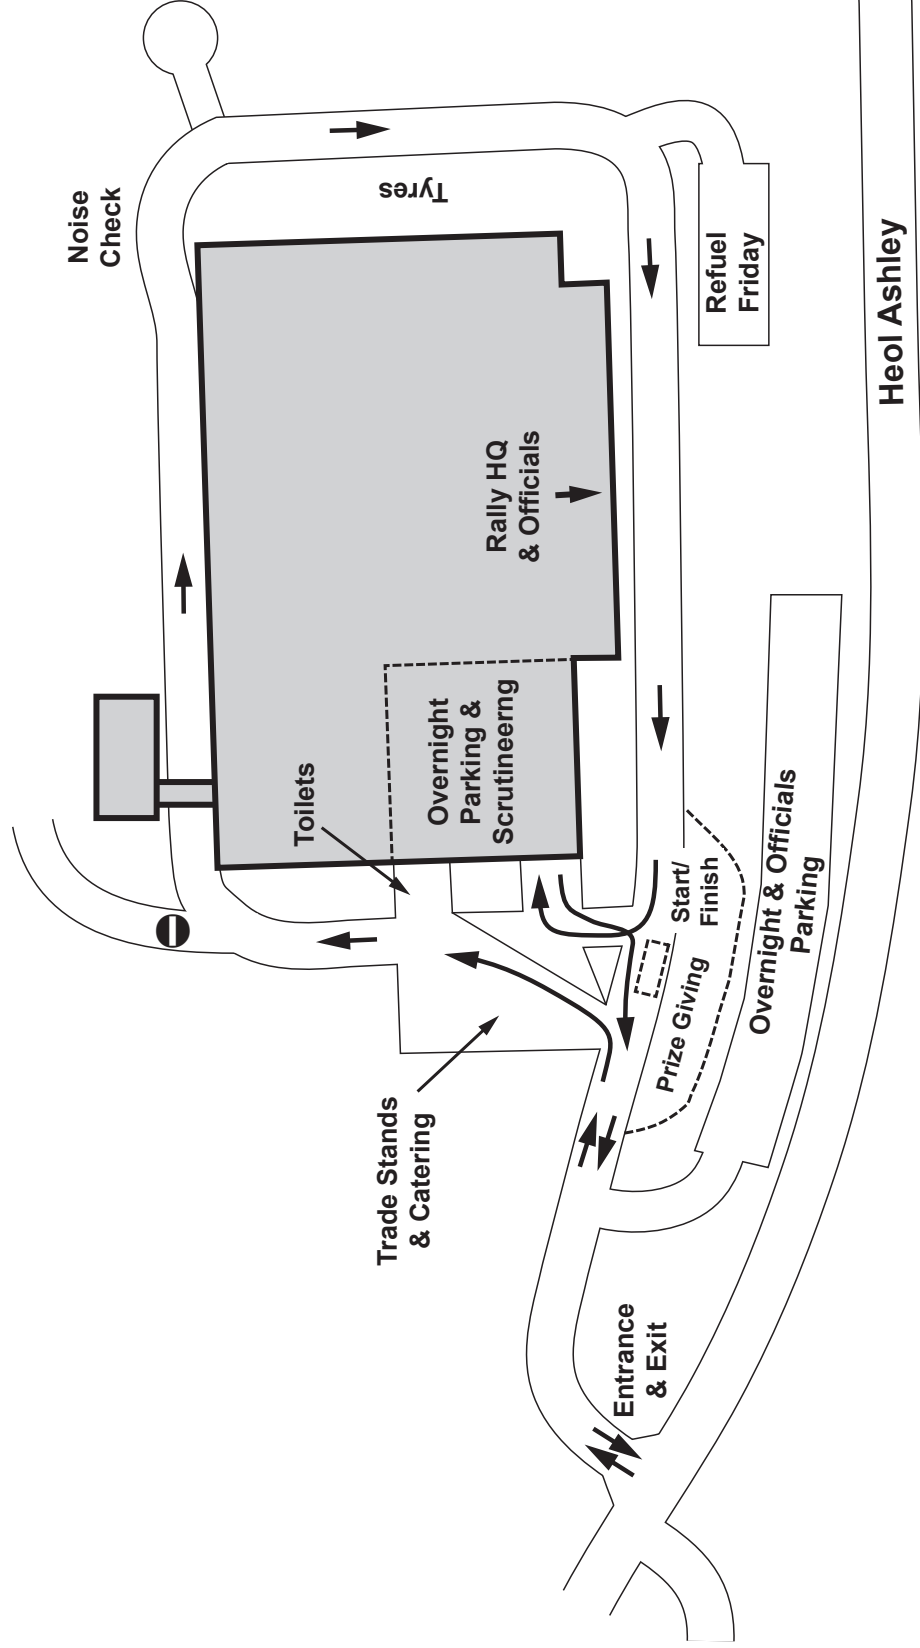 Noise
Check
Tyres
Refuel
Friday
Heol Ashley
Rally HQ
& Officials
Toilets
Overnight
Parking &
Scrutineerng
Start/
Finish
Prize Giving
Overnight & Officials
Parking
Trade Stands
& Catering
Entrance
& Exit